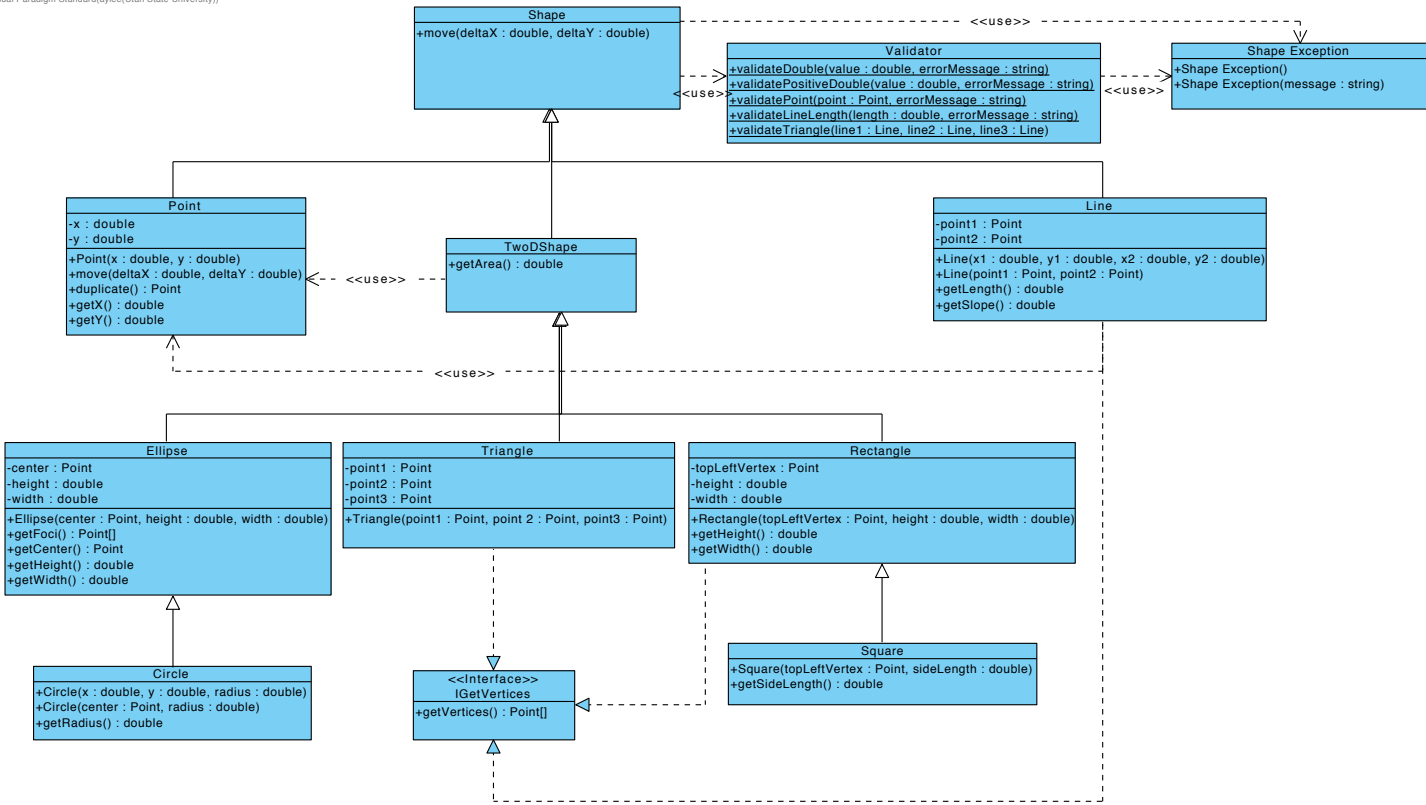 Shape
+move(deltaX : double, deltaY : double)
<<use>>
Validator
+validateDouble(value : double, errorMessage : string)
+validatePositiveDouble(value : double, errorMessage : string)
+validatePoint(point : Point, errorMessage : string)
+validateLineLength(length : double, errorMessage : string)
+validateTriangle(line1 : Line, line2 : Line, line3 : Line)
<<use>>
<<use>>
Shape Exception
+Shape Exception()
+Shape Exception(message : string)
Point
-x : double
-y : double
+Point(x : double, y : double)
+move(deltaX : double, deltaY : double)
+duplicate() : Point
+getX() : double
+getY() : double
<<use>>
TwoDShape
+getArea() : double
Line
-point1 : Point
-point2 : Point
+Line(x1 : double, y1 : double, x2 : double, y2 : double)
+Line(point1 : Point, point2 : Point)
+getLength() : double
+getSlope() : double
<<use>>
Ellipse
-center : Point
-height : double
-width : double
+Ellipse(center : Point, height : double, width : double)
+getFoci() : Point[]
+getCenter() : Point
+getHeight() : double
+getWidth() : double
Triangle
-point1 : Point
-point2 : Point
-point3 : Point
+Triangle(point1 : Point, point 2 : Point, point3 : Point)
Rectangle
-topLeftVertex : Point
-height : double
-width : double
+Rectangle(topLeftVertex : Point, height : double, width : double)
+getHeight() : double
+getWidth() : double
Circle
+Circle(x : double, y : double, radius : double)
+Circle(center : Point, radius : double)
+getRadius() : double
<<Interface>>
IGetVertices
+getVertices() : Point[]
Square
+Square(topLeftVertex : Point, sideLength : double)
+getSideLength() : double